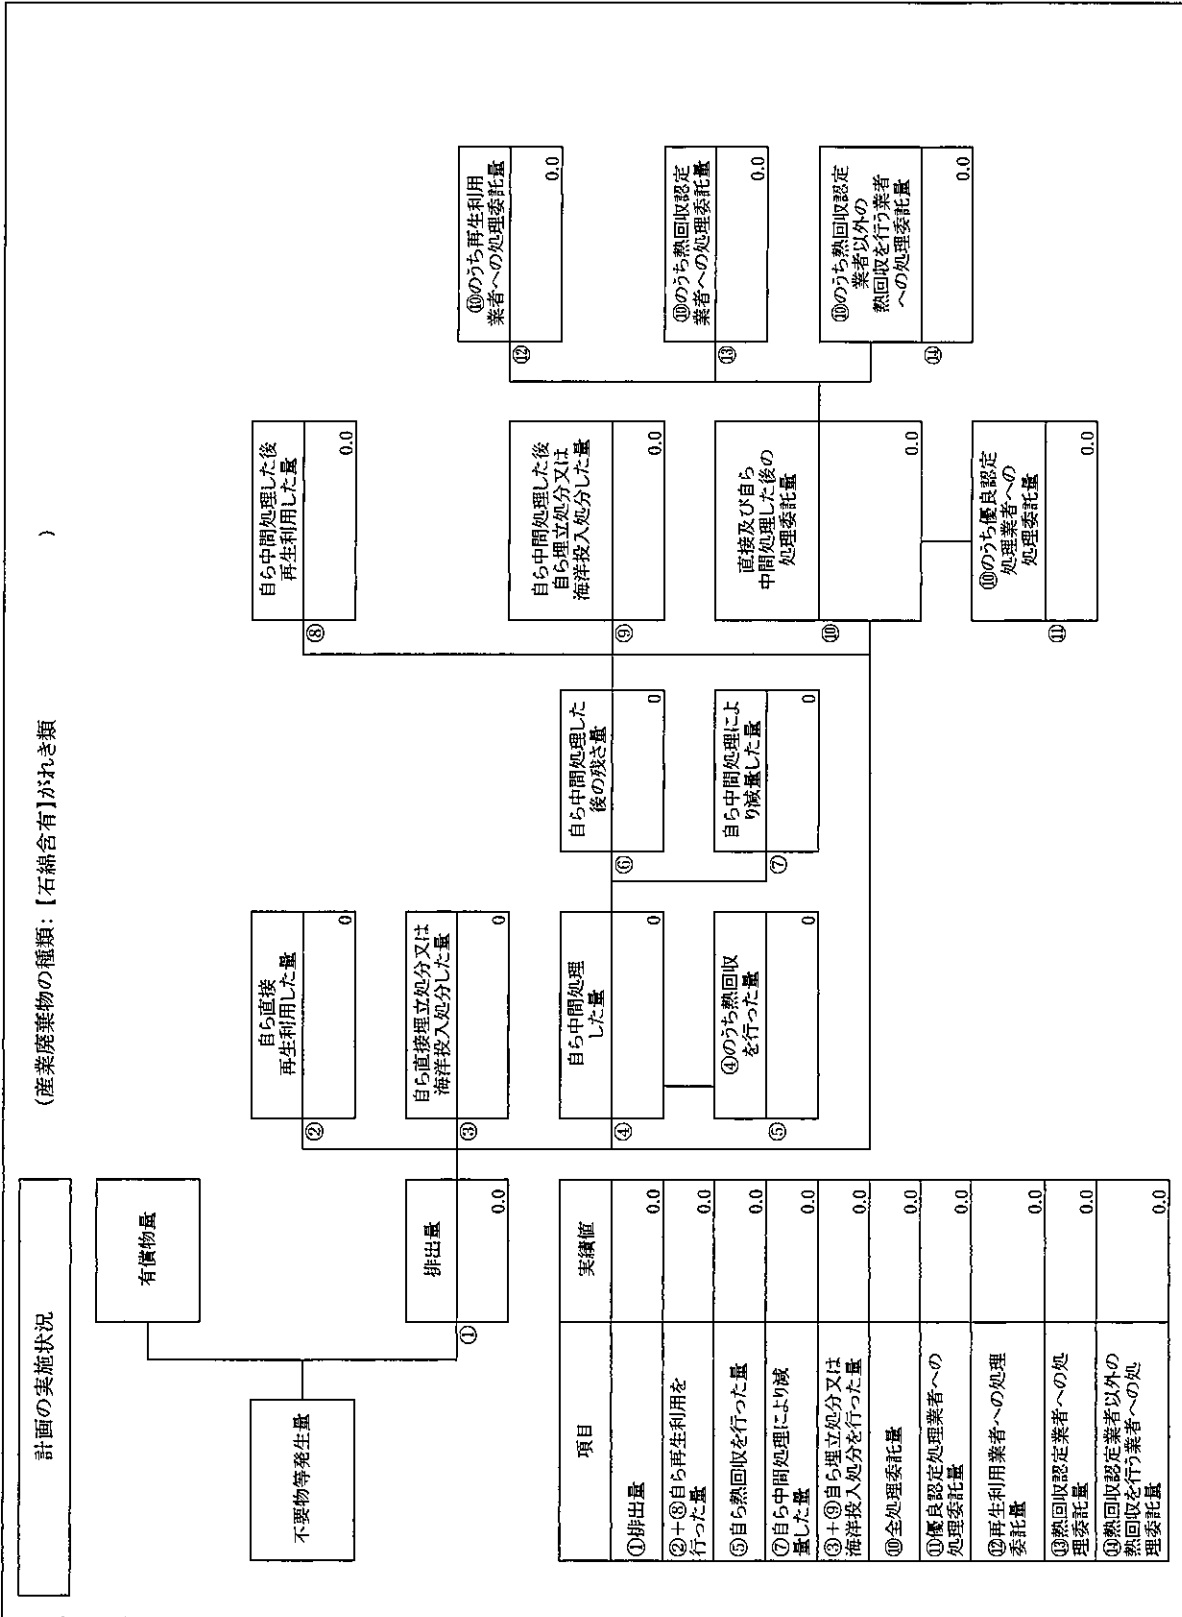 計画の実施状況
(産業廃棄物の種類:【石綿含有】がれき類 )
不要物等発生量
有償物量
排出量
①
0.0
自ら直接
再生利用した量
②
0
自ら直接埋立処分又は
海洋投入処分した量
③
0
自ら中間処理
した量
④
0
④のうち熱回収
を行った量
⑤
0
自ら中間処理した
後の残さ量
⑥
0
自ら中間処理によ
り減量した量
⑦
0
自ら中間処理した後
再生利用した量
⑧
0.0
自ら中間処理した後
自ら埋立処分又は
海洋投入処分した量
⑨
0.0
直接及び自ら
中間処理した後の
処理委託量
⑩
0.0
⑩のうち優良認定
処理業者への
処理委託量
⑪
0.0
⑩のうち再生利用
業者への処理委託量
⑫
0.0
⑩のうち熱回収認定
業者への処理委託量
⑬
0.0
⑩のうち熱回収認定
業者以外の
熱回収を行う業者
への処理委託量
⑭
0.0
項目 実績値
①排出量 0.0
②+⑧自ら再生利用を
行った量 0.0
⑤自ら熱回収を行った量 0.0
⑦自ら中間処理により減
量した量 0.0
③+⑨自ら埋立処分又は
海洋投入処分を行った量 0.0
⑩全処理委託量 0.0
⑪優良認定処理業者への
処理委託量 0.0
⑫再生利用業者への処理
委託量 0.0
⑬熱回収認定業者への処
理委託量 0.0
⑭熱回収認定業者以外の
熱回収を行う業者への処
理委託量 0.0